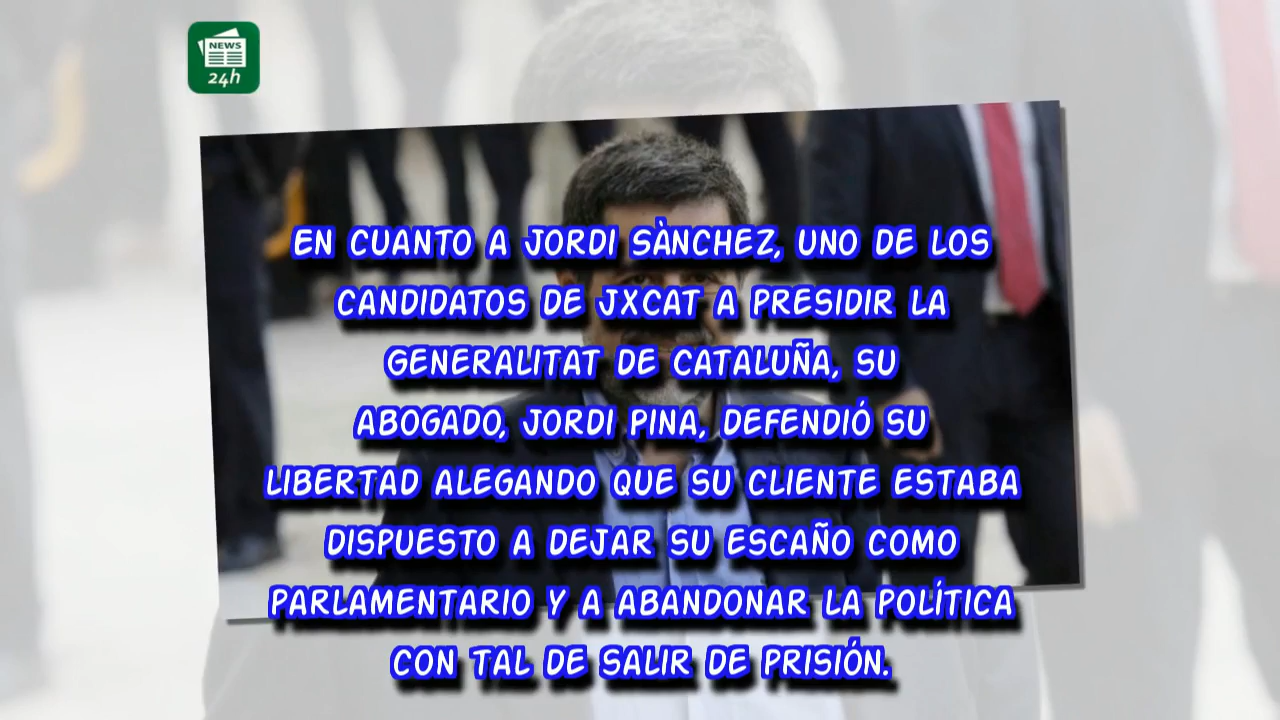 NEWS
24h
EN CUANTO A JORDI SÀNCHEZ, UNO DE LOS
CANDIDATOS DE JXCAT A PRESIDIR LA
GENERALITAT DE CATALUÑA, SU
ABOGADO, JORDI PINA, DEFENDIÓ SU
LIBERTAD ALEGANDO QUE SU CLIENTE ESTABA
DISPUESTO A DEJAR SU ESCAÑO COMO
PARLAMENTARIO Y A ABANDONAR LA POLÍTICA
CON TAL DE SALIR DE PRISIÓN.